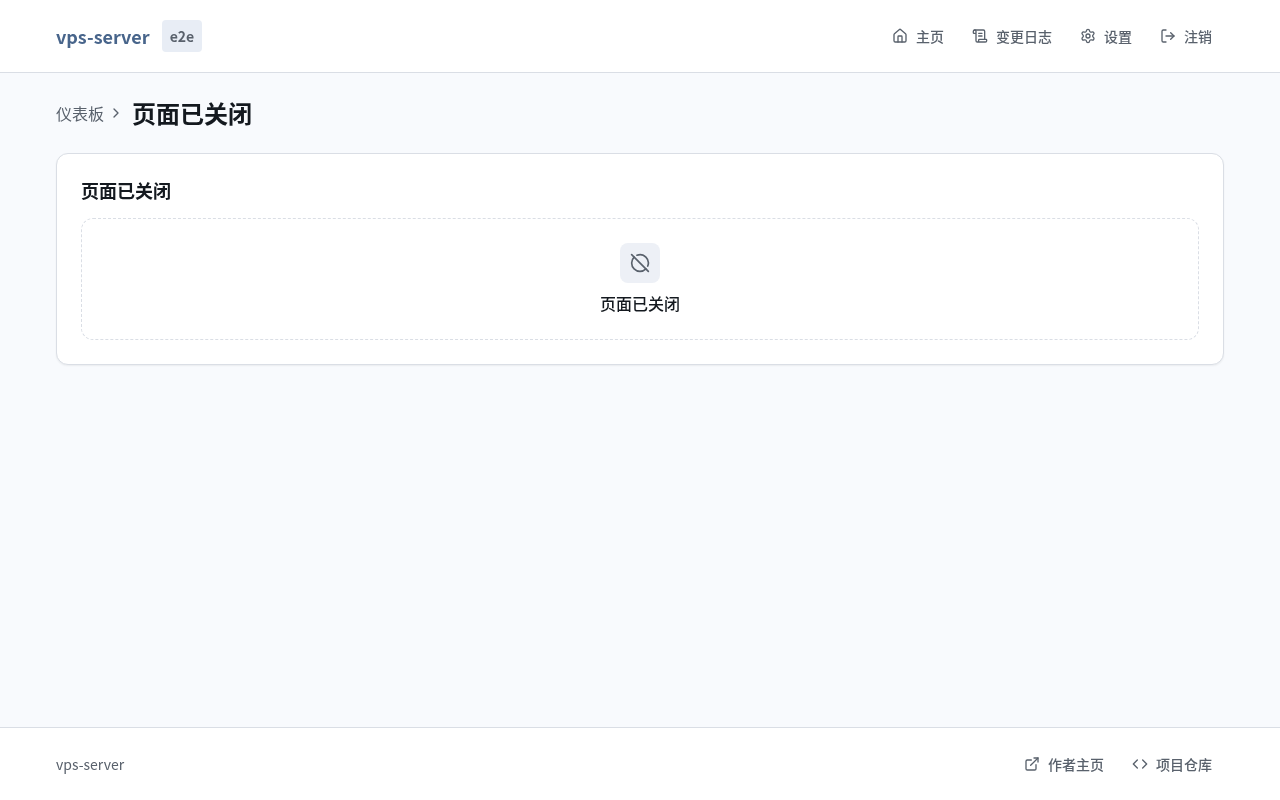 vps-server e2e 主页 变更日志 设置 注销
仪表板 页面已关闭
页面已关闭
页面已关闭
vps-server 作者主页 项目仓库